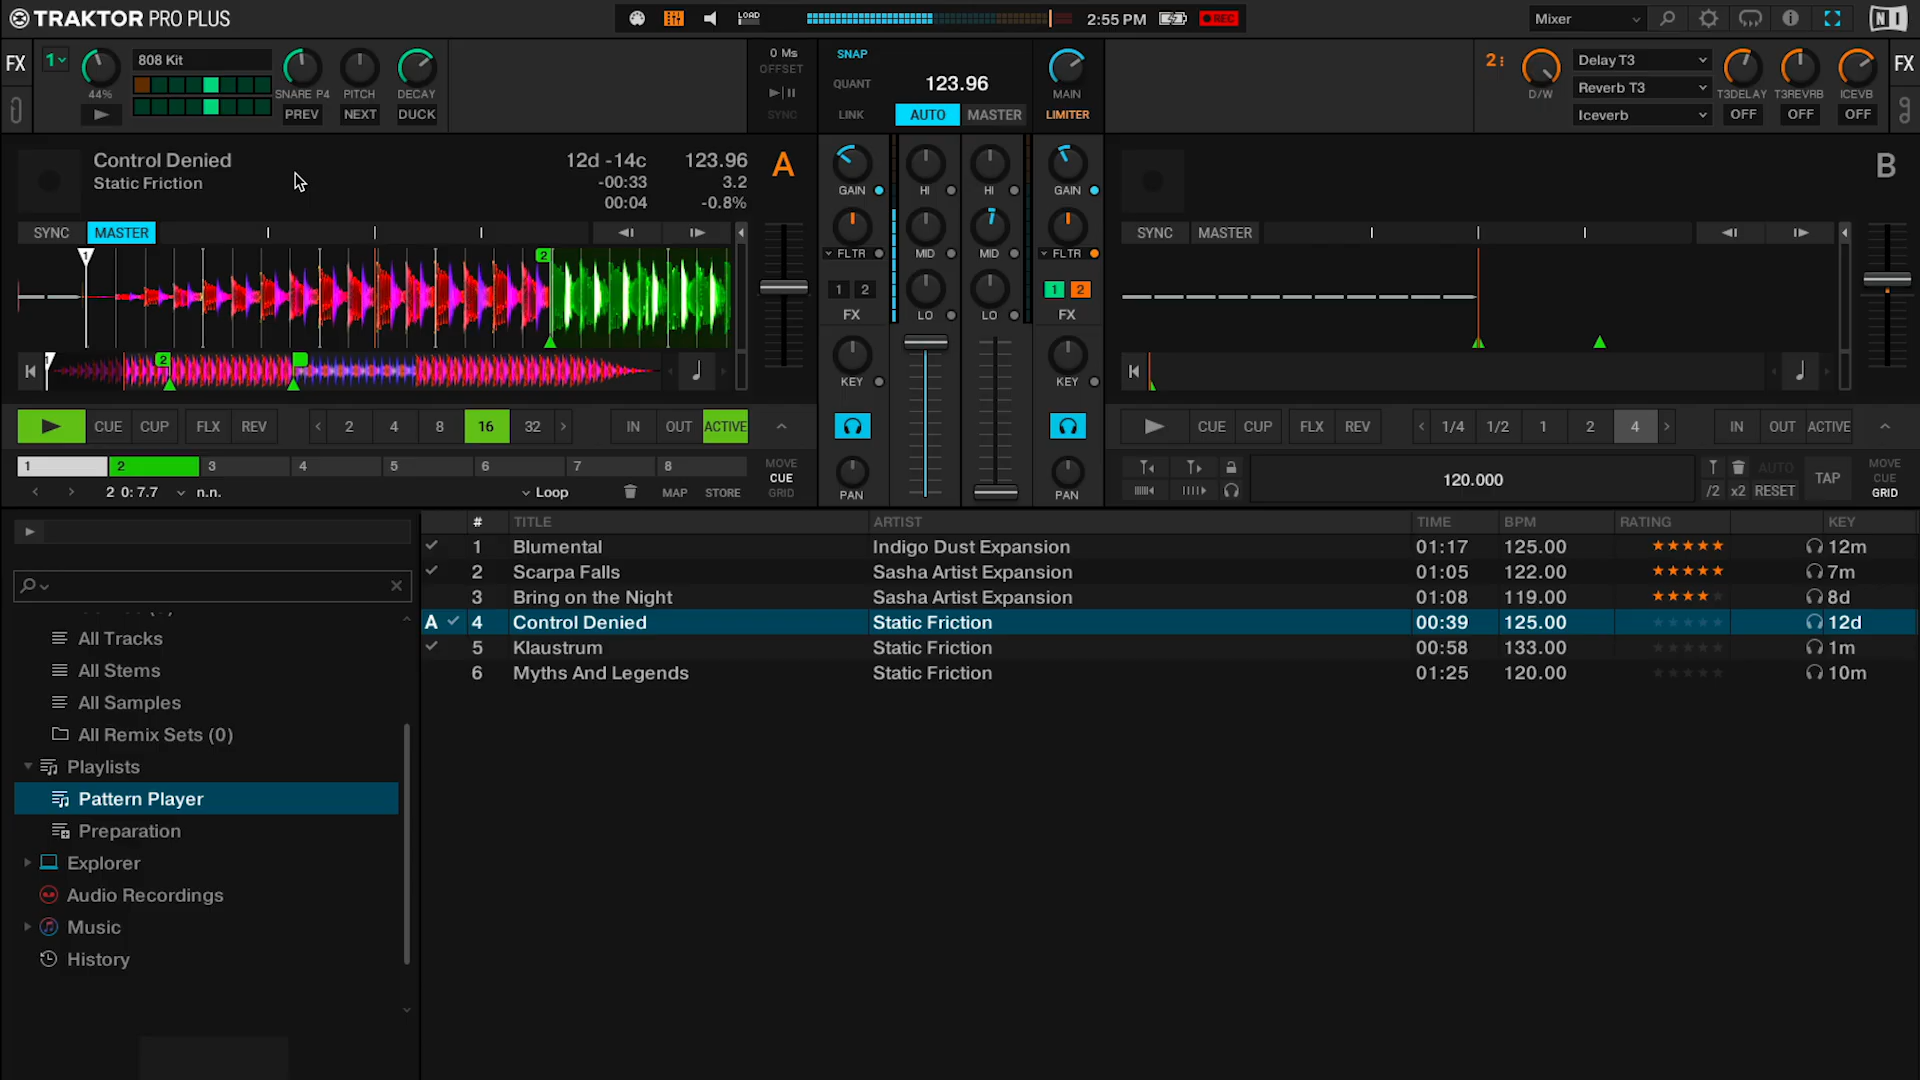 TRAKTOR PRO PLUS
LOAD
2:55 PM
REC
Mixer
FX
1
44%
808 Kit
SNARE P4
PITCH
DECAY
PREV
NEXT
DUCK
0 Ms
OFFSET
SYNC
SNAP
QUANT
LINK
123.96
AUTO
MASTER
MAIN
LIMITER
2
D/W
Delay T3
Reverb T3
Iceverb
T3DELAY
T3REVRB
ICEVB
OFF
OFF
OFF
FX
Control Denied
Static Friction
12d -14c
-00:33
00:04
123.96
3.2
-0.8%
A
SYNC
MASTER
1
2
2
CUE
CUP
FLX
REV
2
4
8
16
32
IN
OUT
ACTIVE
1
2
3
4
5
6
7
8
MOVE
CUE
GRID
2 0:7.7
n.n.
Loop
MAP
STORE
GAIN
HI
HI
GAIN
FLTR
MID
MID
FLTR
1
2
1
2
FX
LO
LO
FX
KEY
KEY
PAN
PAN
B
SYNC
MASTER
CUE
CUP
FLX
REV
1/4
1/2
1
2
4
IN
OUT
ACTIVE
120.000
AUTO
/2
x2
RESET
TAP
MOVE
CUE
GRID
All Tracks
All Stems
All Samples
All Remix Sets (0)
Playlists
Pattern Player
Preparation
Explorer
Audio Recordings
Music
History
# TITLE ARTIST TIME BPM RATING KEY
1 Blumental Indigo Dust Expansion 01:17 125.00 12m
2 Scarpa Falls Sasha Artist Expansion 01:05 122.00 7m
3 Bring on the Night Sasha Artist Expansion 01:08 119.00 8d
A 4 Control Denied Static Friction 00:39 125.00 12d
5 Klaustrum Static Friction 00:58 133.00 1m
6 Myths And Legends Static Friction 01:25 120.00 10m